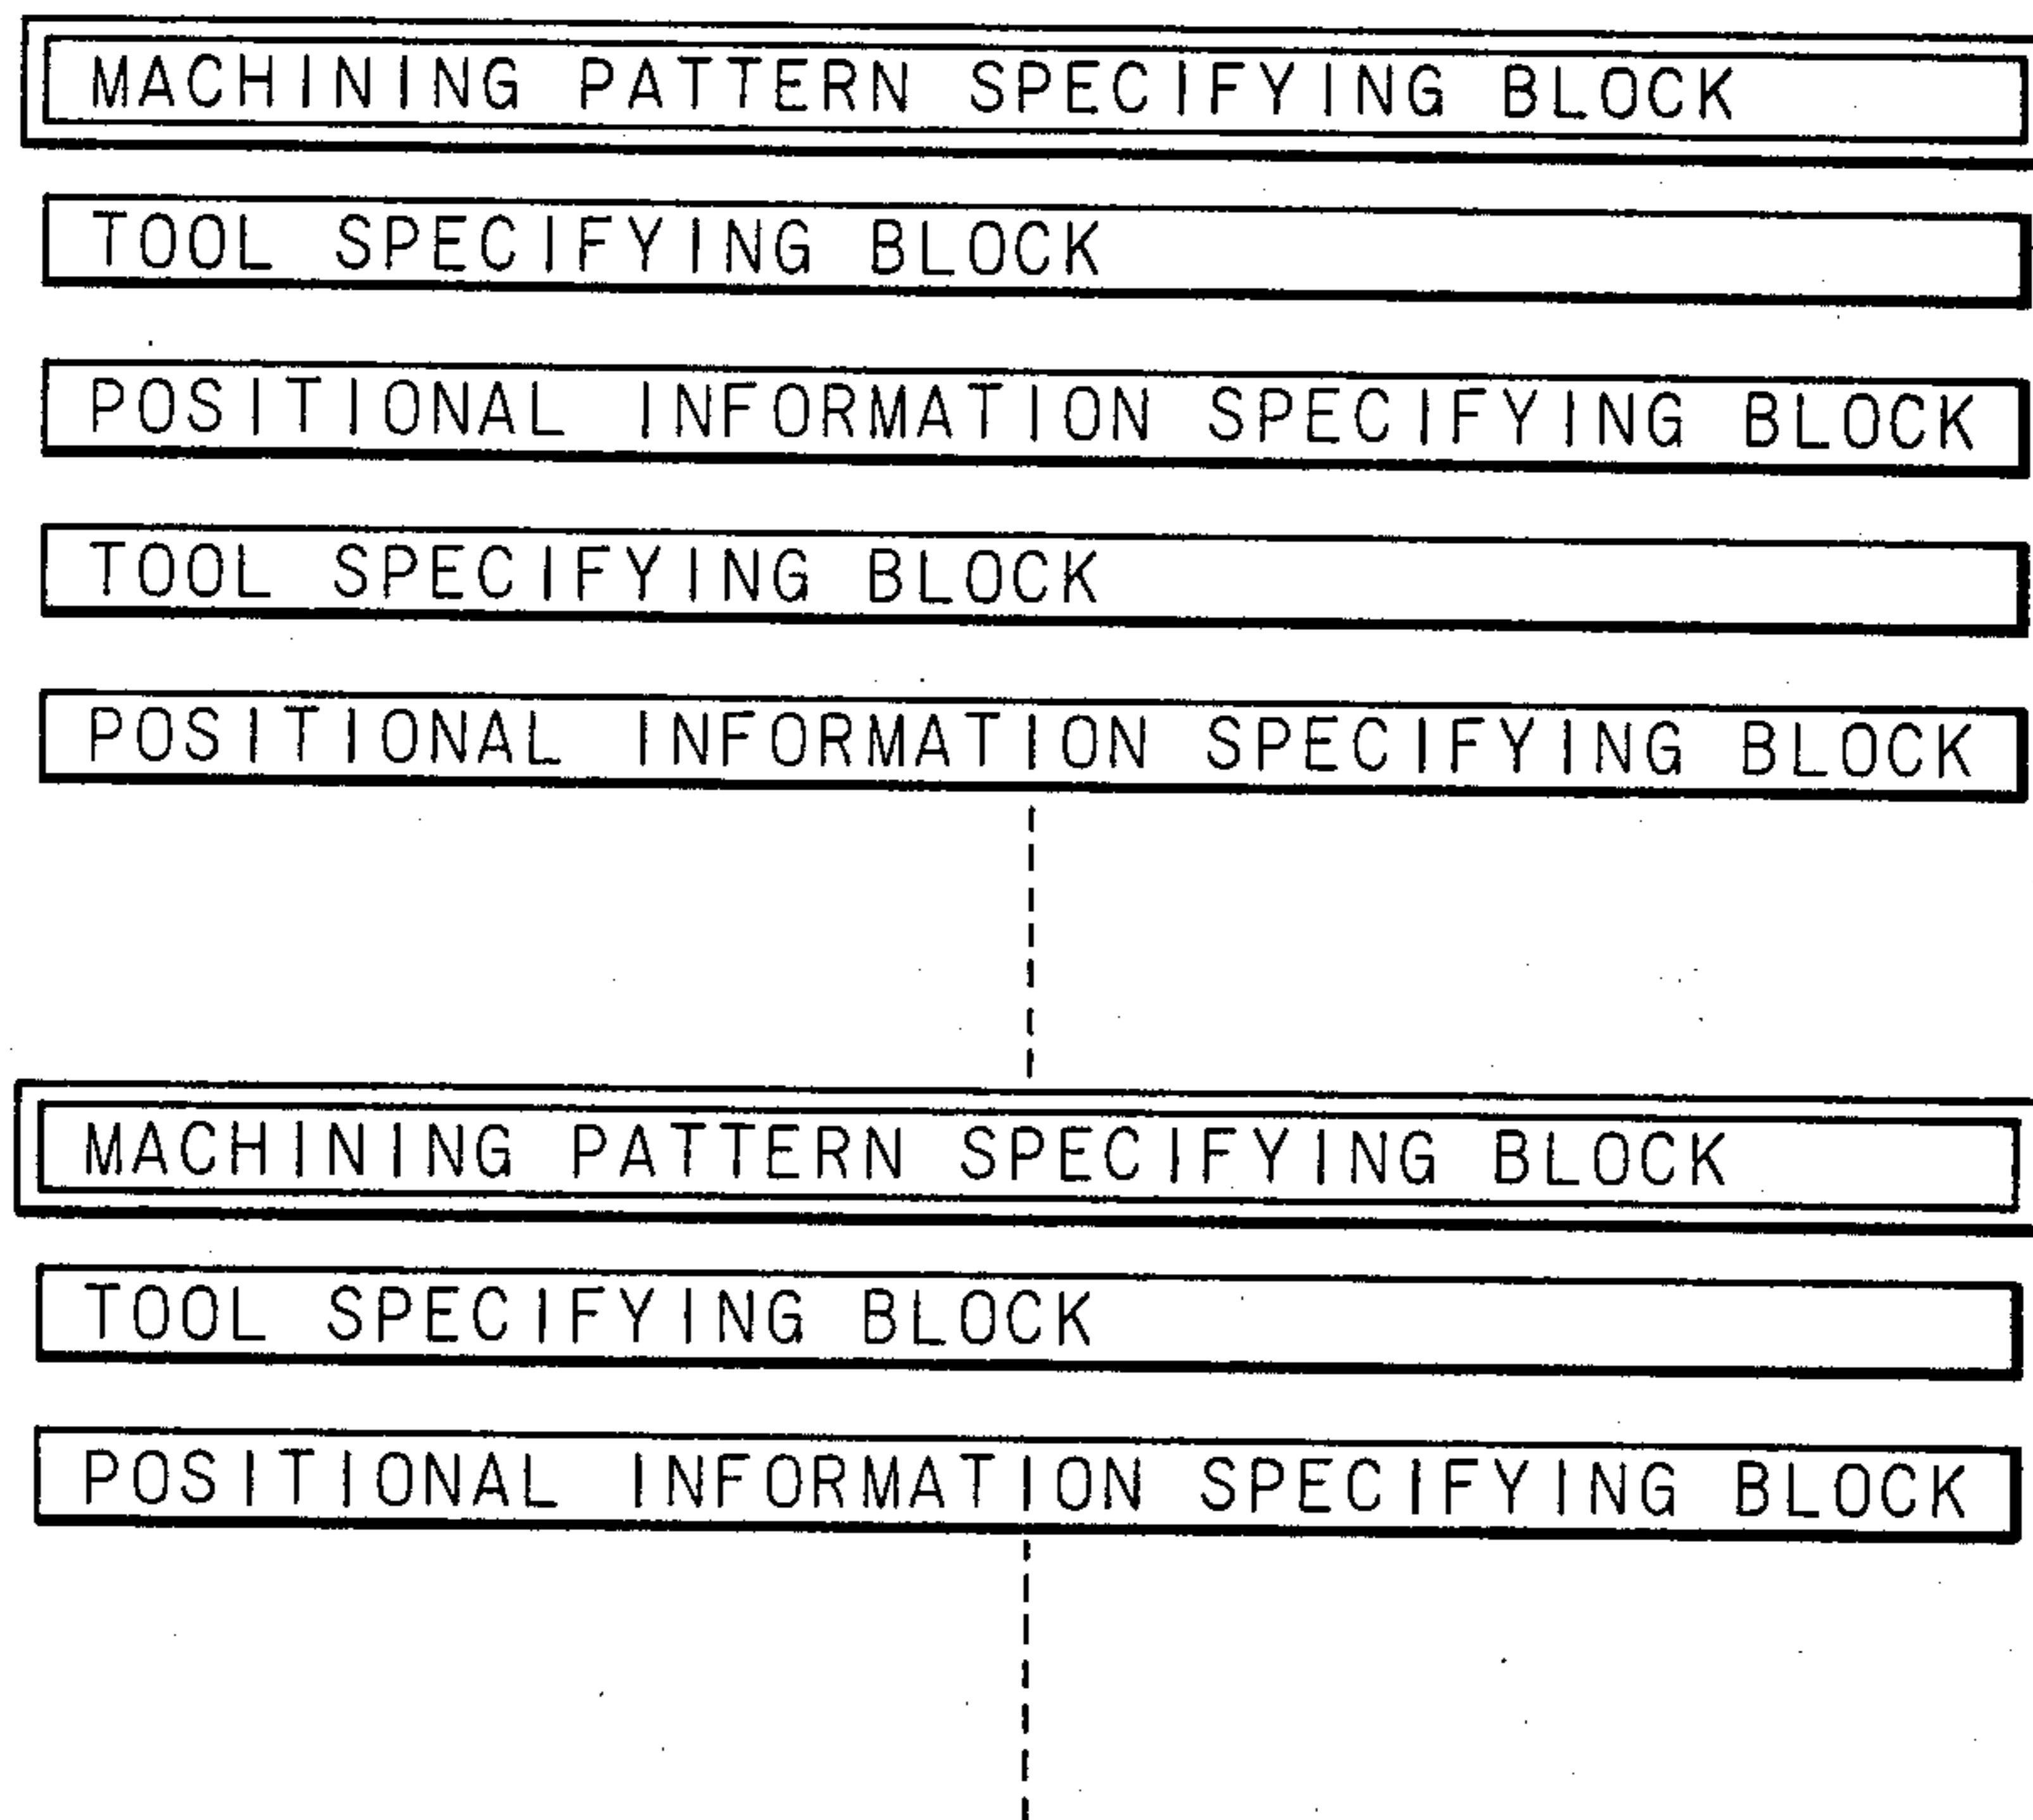 MACHINING PATTERN SPECIFYING BLOCK
TOOL SPECIFYING BLOCK
POSITIONAL INFORMATION SPECIFYING BLOCK
TOOL SPECIFYING BLOCK
POSITIONAL INFORMATION SPECIFYING BLOCK
MACHINING PATTERN SPECIFYING BLOCK
TOOL SPECIFYING BLOCK
POSITIONAL INFORMATION SPECIFYING BLOCK